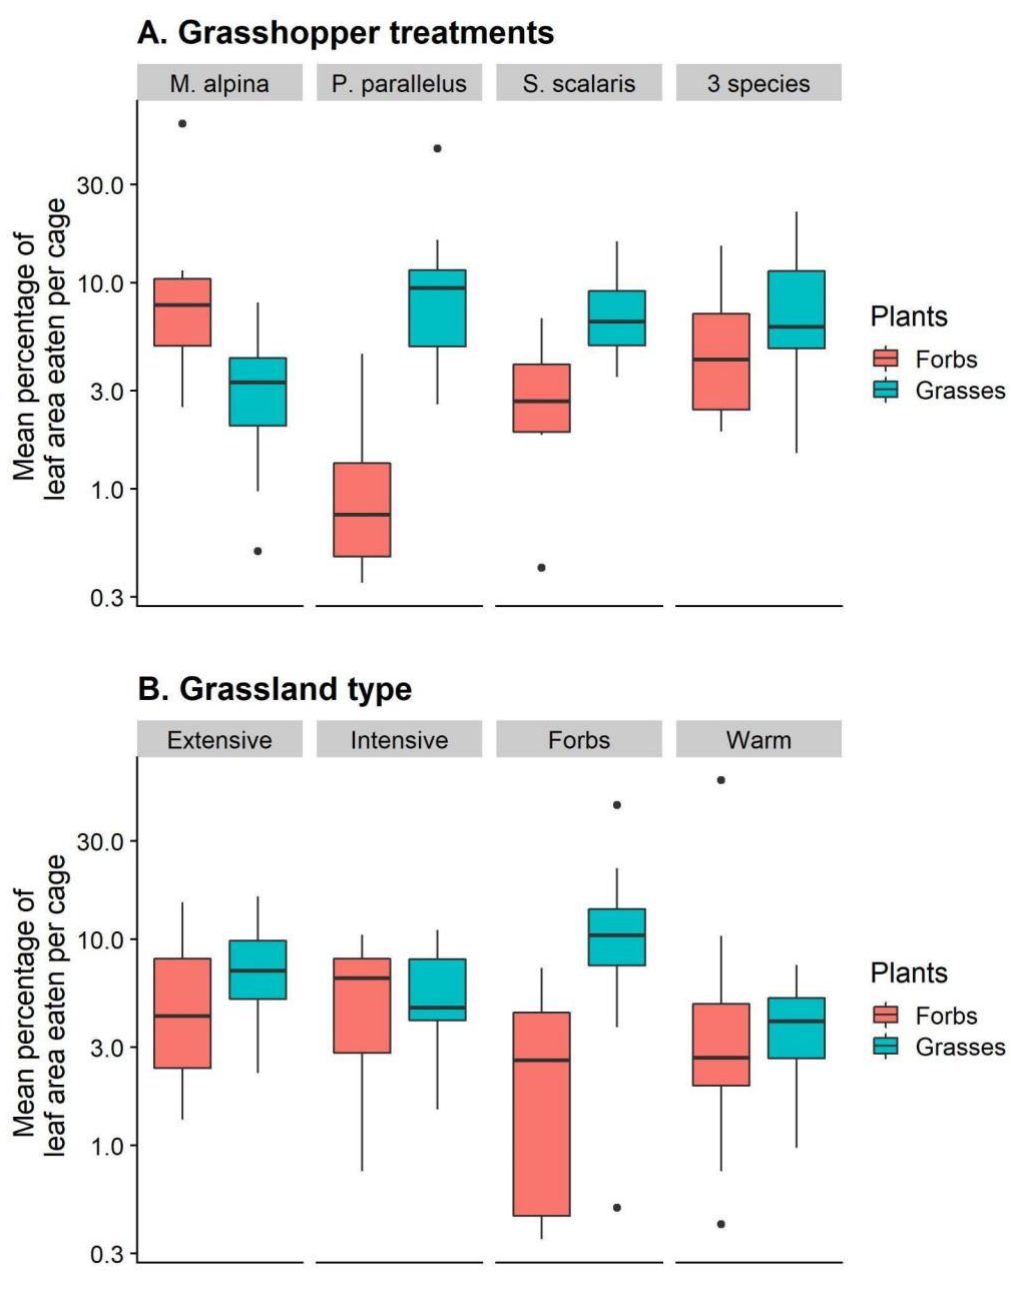 A. Grasshopper treatments
M. alpina P. parallelus S. scalaris 3 species
Mean percentage of
leaf area eaten per cage
30.0
10.0
3.0
1.0
0.3
Plants
Forbs
Grasses
B. Grassland type
Extensive Intensive Forbs Warm
Mean percentage of
leaf area eaten per cage
30.0
10.0
3.0
1.0
0.3
Plants
Forbs
Grasses